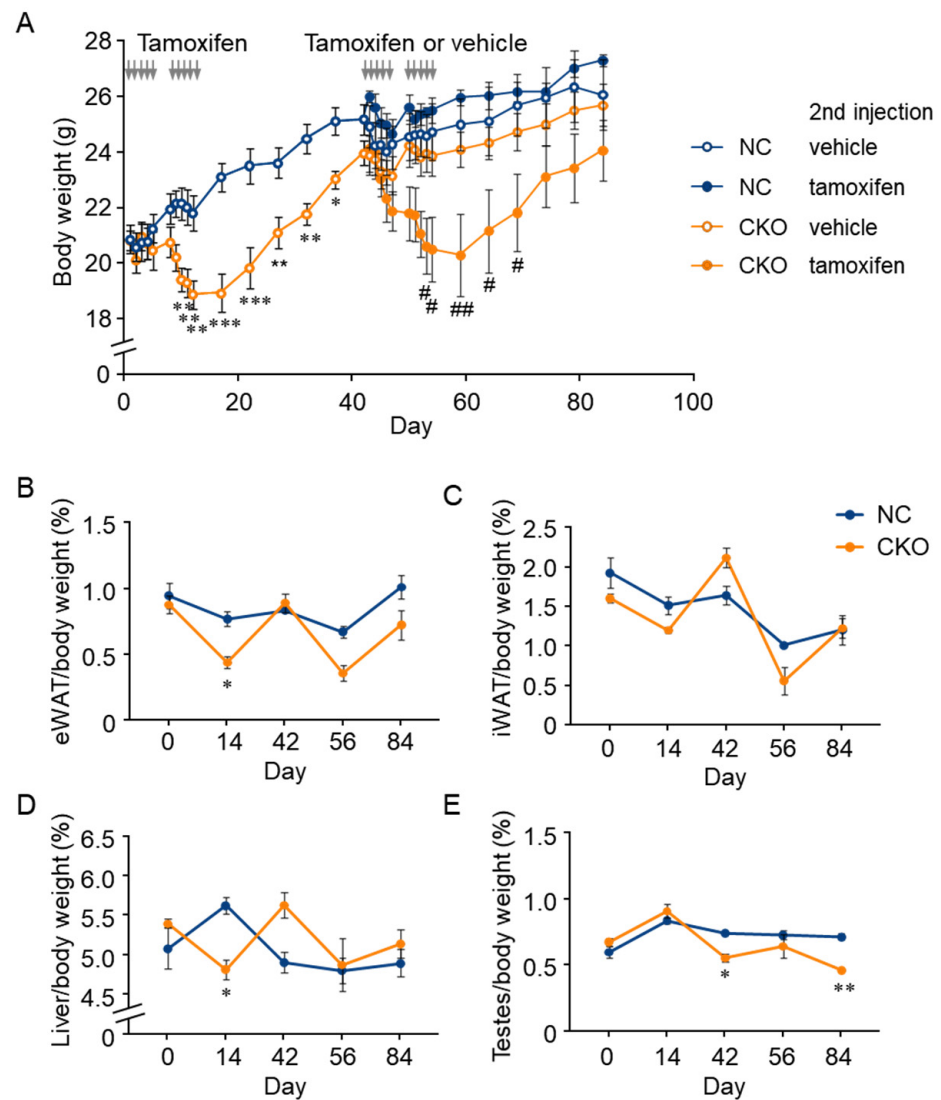 A
Tamoxifen
Tamoxifen or vehicle
Body weight (g)
28
26
24
22
20
18
0
**
**
**
***
***
**
**
*
#
#
##
#
#
0 20 40 60 80 100
Day
2nd injection
NC vehicle
NC tamoxifen
CKO vehicle
CKO tamoxifen
B
eWAT/body weight (%)
1.5
1.0
0.5
0
*
0 14 42 56 84
Day
C
iWAT/body weight (%)
2.5
2.0
1.5
1.0
0.5
0
0 14 42 56 84
Day
NC
CKO
D
Liver/body weight (%)
6.5
6.0
5.5
5.0
4.5
0
*
0 14 42 56 84
Day
E
Testes/body weight (%)
1.5
1.0
0.5
0
*
**
0 14 42 56 84
Day